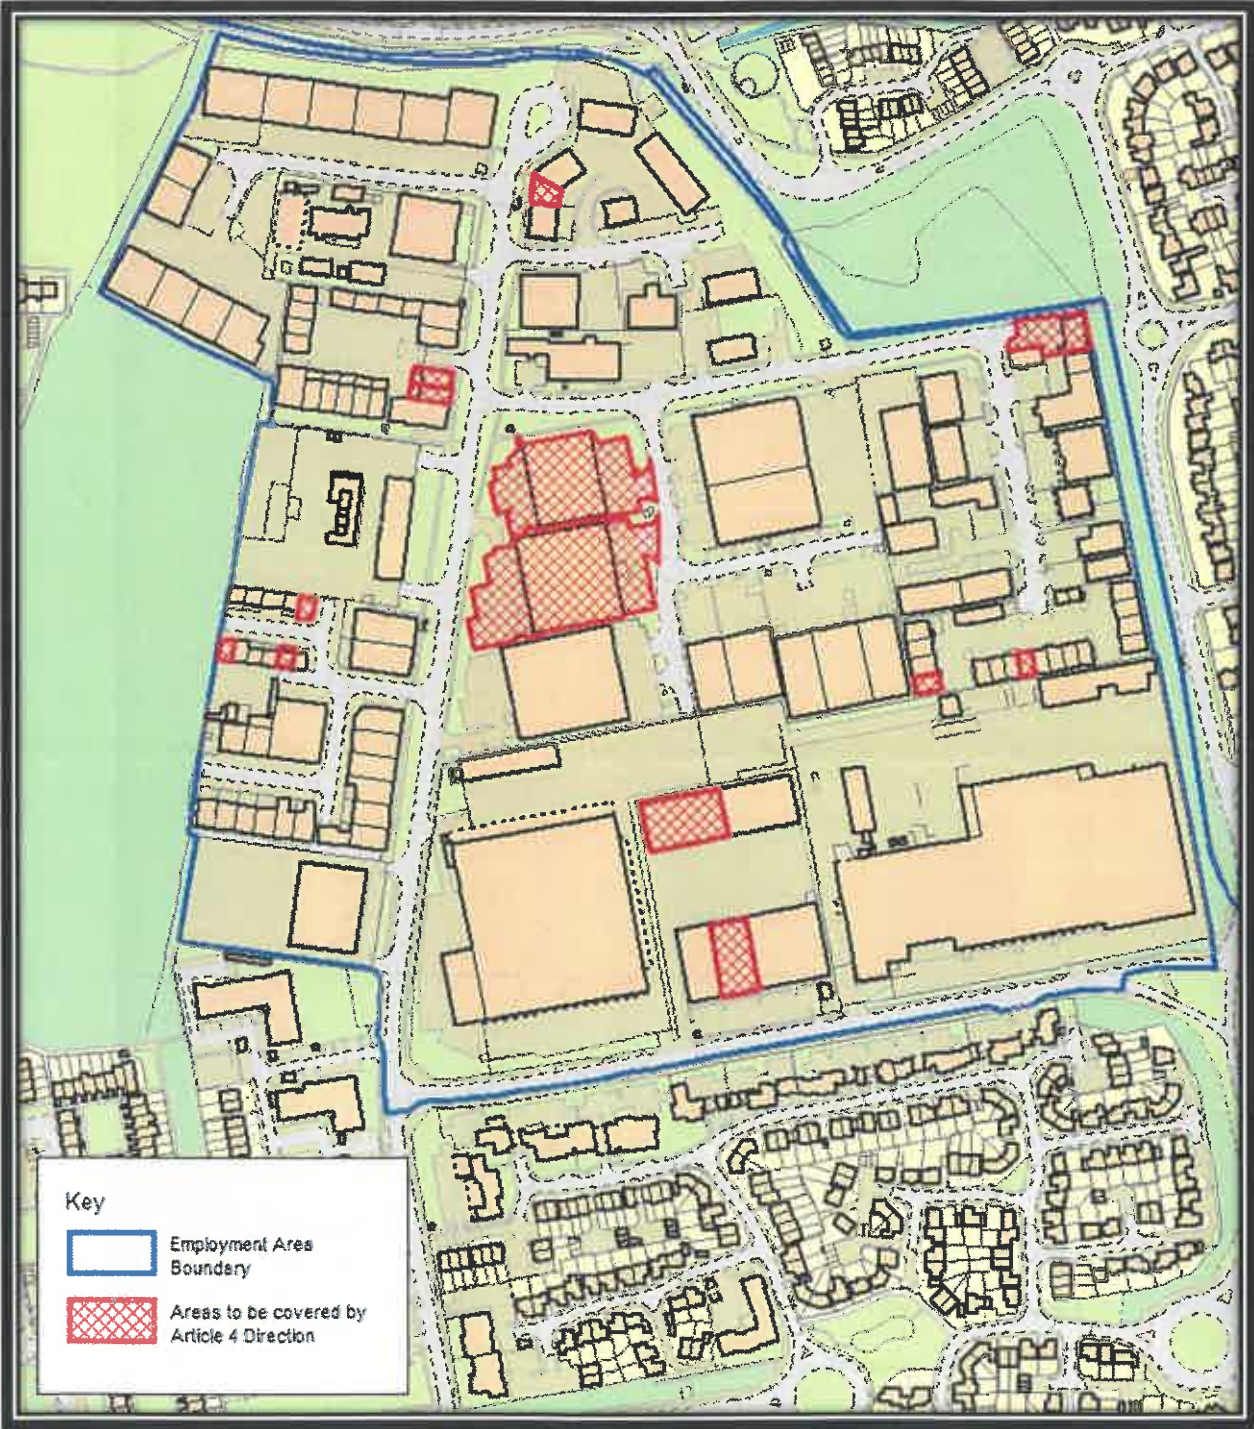 Key
Employment Area
Boundary
Areas to be covered by
Article 4 Direction